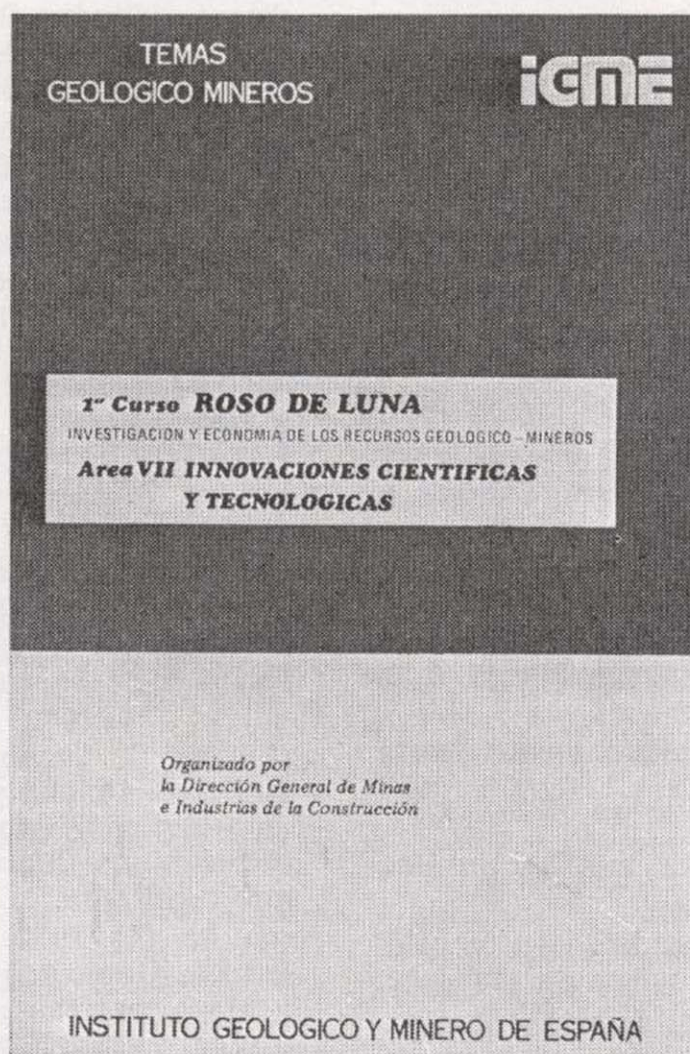 TEMAS
GEOLOGICO MINEROS
iGME
1er Curso ROSO DE LUNA
INVESTIGACION Y ECONOMIA DE LOS RECURSOS GEOLOGICO - MINEROS
Area VII INNOVACIONES CIENTIFICAS
Y TECNOLOGICAS
Organizado por
la Dirección General de Minas
e Industrias de la Construcción
INSTITUTO GEOLOGICO Y MINERO DE ESPAÑA